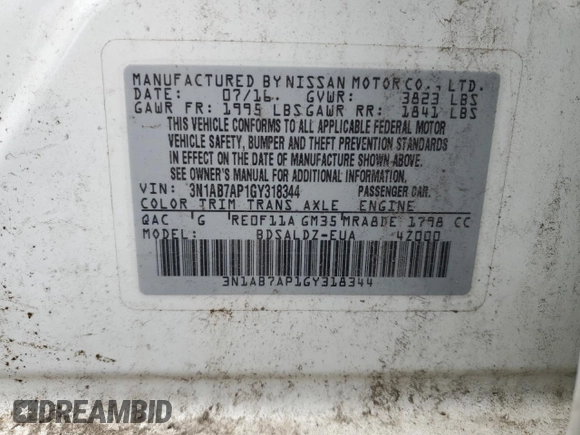 MANUFACTURED BY NISSAN MOTOR CO., LTD.
DATE: 07/16 GVWR: 3823 LBS
GAWR FR: 1995 LBS GAWR RR: 1841 LBS
THIS VEHICLE CONFORMS TO ALL APPLICABLE FEDERAL MOTOR
VEHICLE SAFETY, BUMPER AND THEFT PREVENTION STANDARDS
IN EFFECT ON THE DATE OF MANUFACTURE SHOWN ABOVE.
SEE OWNER'S MANUAL FOR ADDITIONAL INFORMATION
VIN: 3N1AB7AP1GY318344 PASSENGER CAR.
COLOR TRIM TRANS AXLE ENGINE
QAC G RE0F11A GM35 MRA8DE 1798 CC
MODEL: BDSALDZ-EUA 4Z000
3N1AB7AP1GY318344
DREAMBID